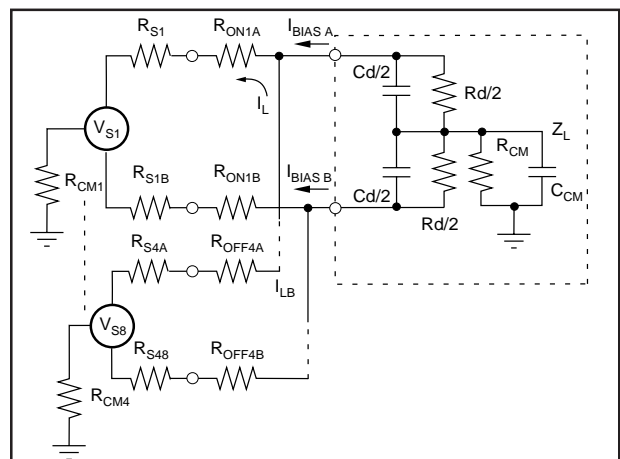 R_S1 R_ON1A I_BIAS A
Cd/2
Rd/2
I_L
Z_L
V_S1
R_CM
I_BIAS B
R_CM1
R_S1B R_ON1B
Cd/2
C_CM
Rd/2
R_S4A R_OFF4A
I_LB
V_S8
R_S48 R_OFF4B
R_CM4